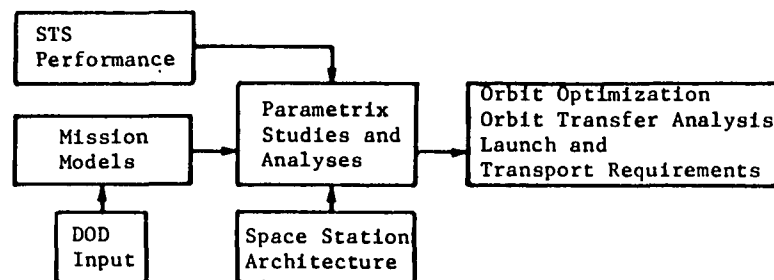 STS
Performance
Mission
Models
DOD
Input
Parametrix
Studies and
Analyses
Space Station
Architecture
Orbit Optimization
Orbit Transfer Analysis
Launch and
Transport Requirements